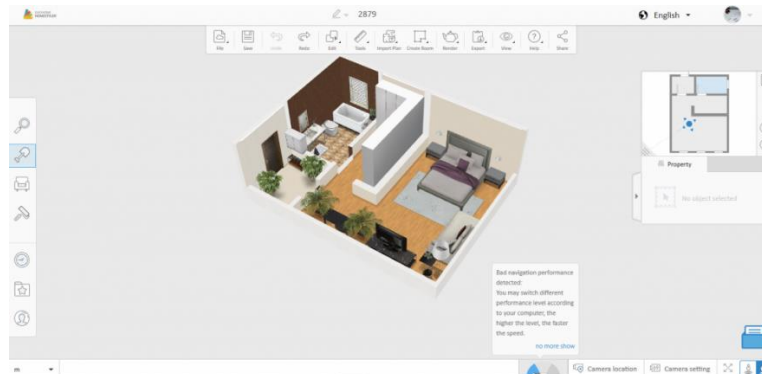 2879
English
File
Save
Undo
Redo
Edit
Tools
Import Plan
Create Room
Render
Export
View
Help
Share
Property
No object selected
Bad navigation performance
detected:
You may switch different
performance level according
to your computer, the
higher the level, the faster
the speed.
no more show
m
Camera location
Camera setting